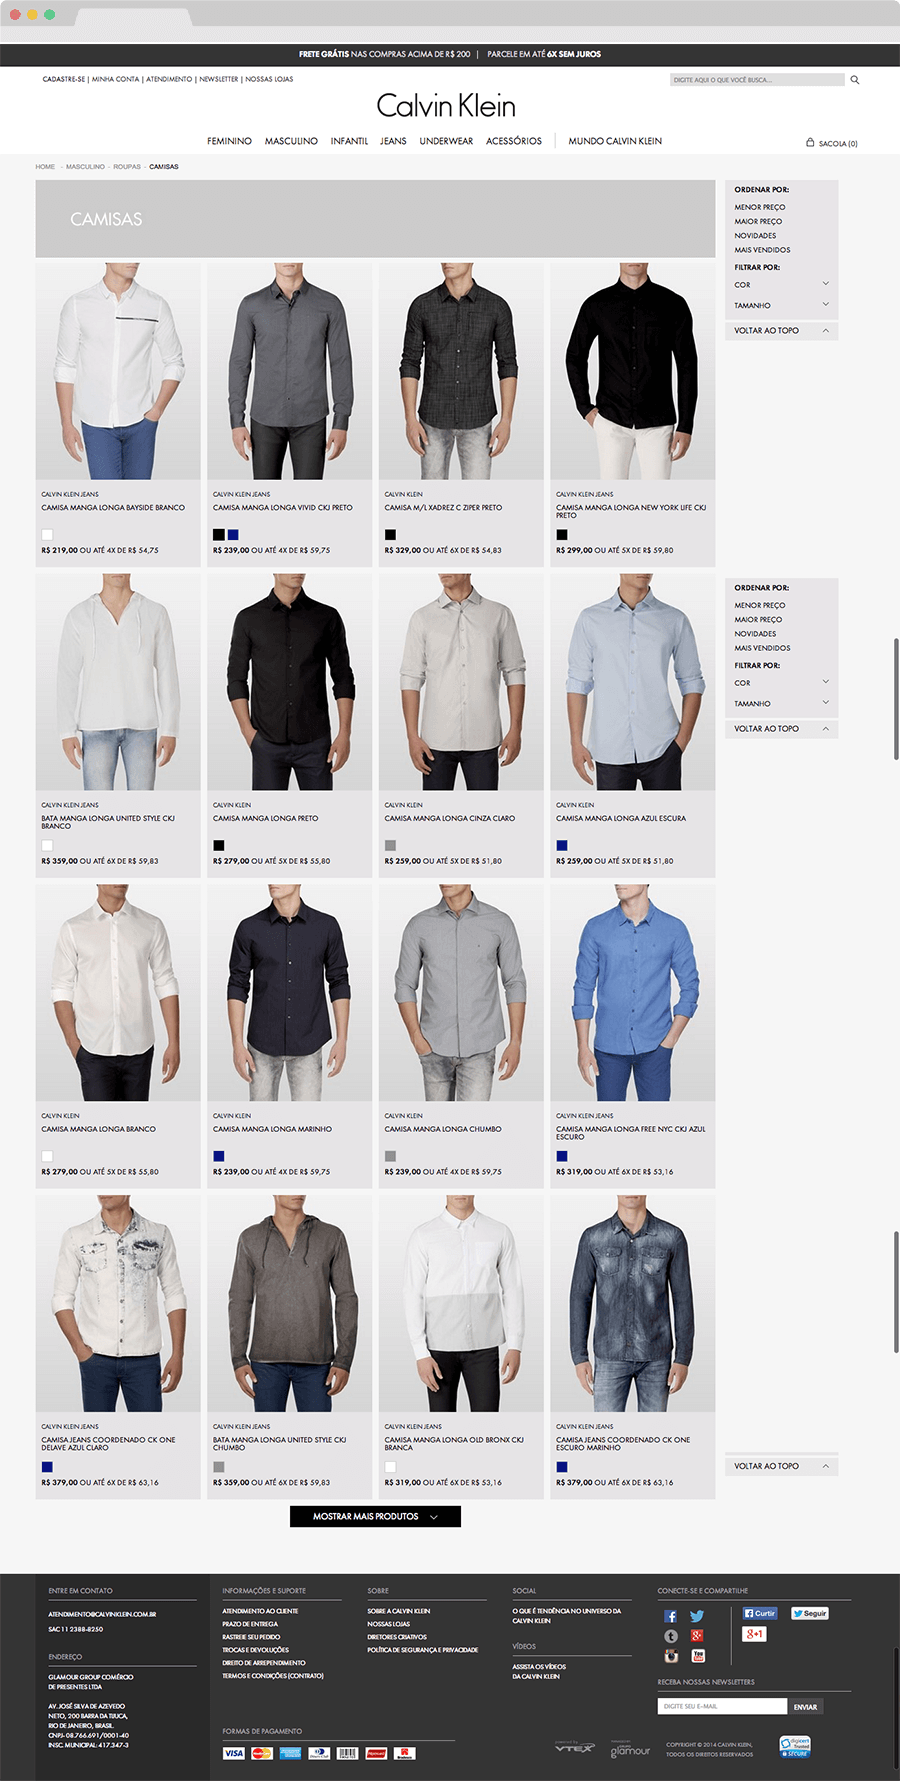 FRETE GRÁTIS NAS COMPRAS ACIMA DE R$ 200 | PARCELE EM ATÉ 6X SEM JUROS
CADASTRE-SE | MINHA CONTA | ATENDIMENTO | NEWSLETTER | NOSSAS LOJAS
DIGITE AQUI O QUE VOCÊ BUSCA...
Calvin Klein
FEMININO MASCULINO INFANTIL JEANS UNDERWEAR ACESSÓRIOS MUNDO CALVIN KLEIN
SACOLA (0)
HOME - MASCULINO - ROUPAS - CAMISAS
CAMISAS
ORDENAR POR:
MENOR PREÇO
MAIOR PREÇO
NOVIDADES
MAIS VENDIDOS
FILTRAR POR:
COR
TAMANHO
VOLTAR AO TOPO
CALVIN KLEIN JEANS
CAMISA MANGA LONGA BAYSIDE BRANCO
R$ 219,00 OU ATÉ 4X DE R$ 54,75
CALVIN KLEIN JEANS
CAMISA MANGA LONGA VIVID CKJ PRETO
R$ 239,00 OU ATÉ 4X DE R$ 59,75
CALVIN KLEIN
CAMISA M/L XADREZ C ZIPER PRETO
R$ 329,00 OU ATÉ 6X DE R$ 54,83
CALVIN KLEIN JEANS
CAMISA MANGA LONGA NEW YORK LIFE CKJ
PRETO
R$ 299,00 OU ATÉ 5X DE R$ 59,80
ORDENAR POR:
MENOR PREÇO
MAIOR PREÇO
NOVIDADES
MAIS VENDIDOS
FILTRAR POR:
COR
TAMANHO
VOLTAR AO TOPO
CALVIN KLEIN JEANS
BATA MANGA LONGA UNITED STYLE CKJ
BRANCO
R$ 359,00 OU ATÉ 6X DE R$ 59,83
CALVIN KLEIN
CAMISA MANGA LONGA PRETO
R$ 279,00 OU ATÉ 5X DE R$ 55,80
CALVIN KLEIN
CAMISA MANGA LONGA CINZA CLARO
R$ 259,00 OU ATÉ 5X DE R$ 51,80
CALVIN KLEIN
CAMISA MANGA LONGA AZUL ESCURA
R$ 259,00 OU ATÉ 5X DE R$ 51,80
CALVIN KLEIN
CAMISA MANGA LONGA BRANCO
R$ 279,00 OU ATÉ 5X DE R$ 55,80
CALVIN KLEIN
CAMISA MANGA LONGA MARINHO
R$ 239,00 OU ATÉ 4X DE R$ 59,75
CALVIN KLEIN
CAMISA MANGA LONGA CHUMBO
R$ 239,00 OU ATÉ 4X DE R$ 59,75
CALVIN KLEIN JEANS
CAMISA MANGA LONGA FREE NYC CKJ AZUL
ESCURO
R$ 319,00 OU ATÉ 6X DE R$ 53,16
CALVIN KLEIN JEANS
CAMISA JEANS COORDENADO CK ONE
DELAVE AZUL CLARO
R$ 379,00 OU ATÉ 6X DE R$ 63,16
CALVIN KLEIN JEANS
BATA MANGA LONGA UNITED STYLE CKJ
CHUMBO
R$ 359,00 OU ATÉ 6X DE R$ 59,83
CALVIN KLEIN JEANS
CAMISA MANGA LONGA OLD BRONX CKJ
BRANCA
R$ 319,00 OU ATÉ 6X DE R$ 53,16
CALVIN KLEIN JEANS
CAMISA JEANS COORDENADO CK ONE
ESCURO MARINHO
R$ 379,00 OU ATÉ 6X DE R$ 63,16
VOLTAR AO TOPO
MOSTRAR MAIS PRODUTOS
ENTRE EM CONTATO
ATENDIMENTO@CALVINKLEIN.COM.BR
SAC 11 2388-8250
ENDEREÇO
GLAMOUR GROUP COMÉRCIO
DE PRESENTES LTDA
AV. JOSÉ SILVA DE AZEVEDO
NETO, 200 BARRA DA TIJUCA,
RIO DE JANEIRO, BRASIL.
CNPJ- 08.766.691/0001-40
INSC. MUNICIPAL: 417.347-3
INFORMAÇÕES E SUPORTE
ATENDIMENTO AO CLIENTE
PRAZO DE ENTREGA
RASTREIE SEU PEDIDO
TROCAS E DEVOLUÇÕES
DIREITO DE ARREPENDIMENTO
TERMOS E CONDIÇÕES (CONTRATO)
SOBRE
SOBRE A CALVIN KLEIN
NOSSAS LOJAS
DIRETORES CRIATIVOS
POLÍTICA DE SEGURANÇA E PRIVACIDADE
SOCIAL
O QUE É TENDÊNCIA NO UNIVERSO DA
CALVIN KLEIN
VÍDEOS
ASSISTA OS VÍDEOS
DA CALVIN KLEIN
CONECTE-SE E COMPARTILHE
Curtir
Seguir
g+1
You Tube
RECEBA NOSSAS NEWSLETTERS
DIGITE SEU E-MAIL
ENVIAR
FORMAS DE PAGAMENTO
VISA
VTEX
glamour
COPYRIGHT © 2014 CALVIN KLEIN,
TODOS OS DIREITOS RESERVADOS
digicert
Trusted
SECURE